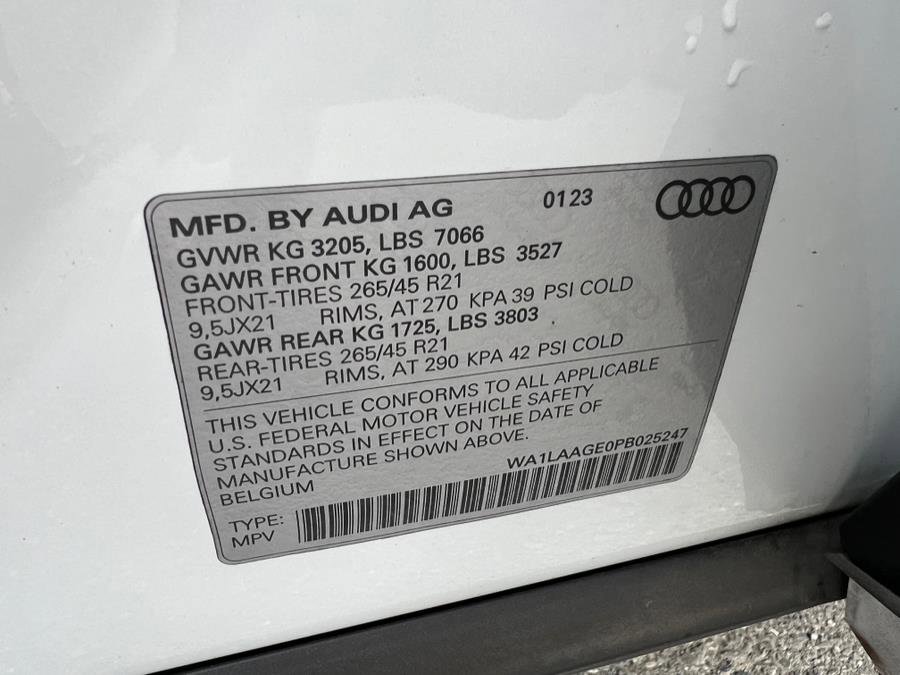 MFD. BY AUDI AG 0123
GVWR KG 3205, LBS 7066
GAWR FRONT KG 1600, LBS 3527
FRONT-TIRES 265/45 R21
9,5JX21 RIMS, AT 270 KPA 39 PSI COLD
GAWR REAR KG 1725, LBS 3803
REAR-TIRES 265/45 R21
9,5JX21 RIMS, AT 290 KPA 42 PSI COLD
THIS VEHICLE CONFORMS TO ALL APPLICABLE
U.S. FEDERAL MOTOR VEHICLE SAFETY
STANDARDS IN EFFECT ON THE DATE OF
MANUFACTURE SHOWN ABOVE.
BELGIUM WA1LAAGE0PB025247
TYPE:
MPV